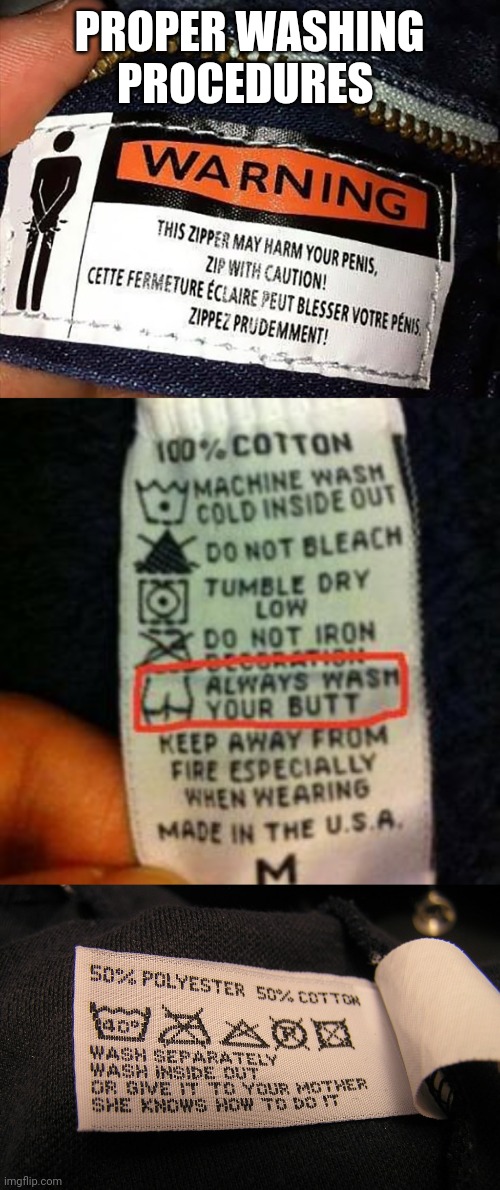 PROPER WASHING
PROCEDURES
WARNING
THIS ZIPPER MAY HARM YOUR PENIS,
ZIP WITH CAUTION!
CETTE FERMETURE ÉCLAIRE PEUT BLESSER VOTRE PÉNIS.
ZIPPEZ PRUDEMMENT!
100% COTTON
MACHINE WASH
COLD INSIDE OUT
DO NOT BLEACH
TUMBLE DRY
LOW
DO NOT IRON
DECORATION
ALWAYS WASH
YOUR BUTT
KEEP AWAY FROM
FIRE ESPECIALLY
WHEN WEARING
MADE IN THE U.S.A.
M
50% POLYESTER 50% COTTON
40° P
WASH SEPARATELY
WASH INSIDE OUT
OR GIVE IT TO YOUR MOTHER
SHE KNOWS HOW TO DO IT
imgflip.com